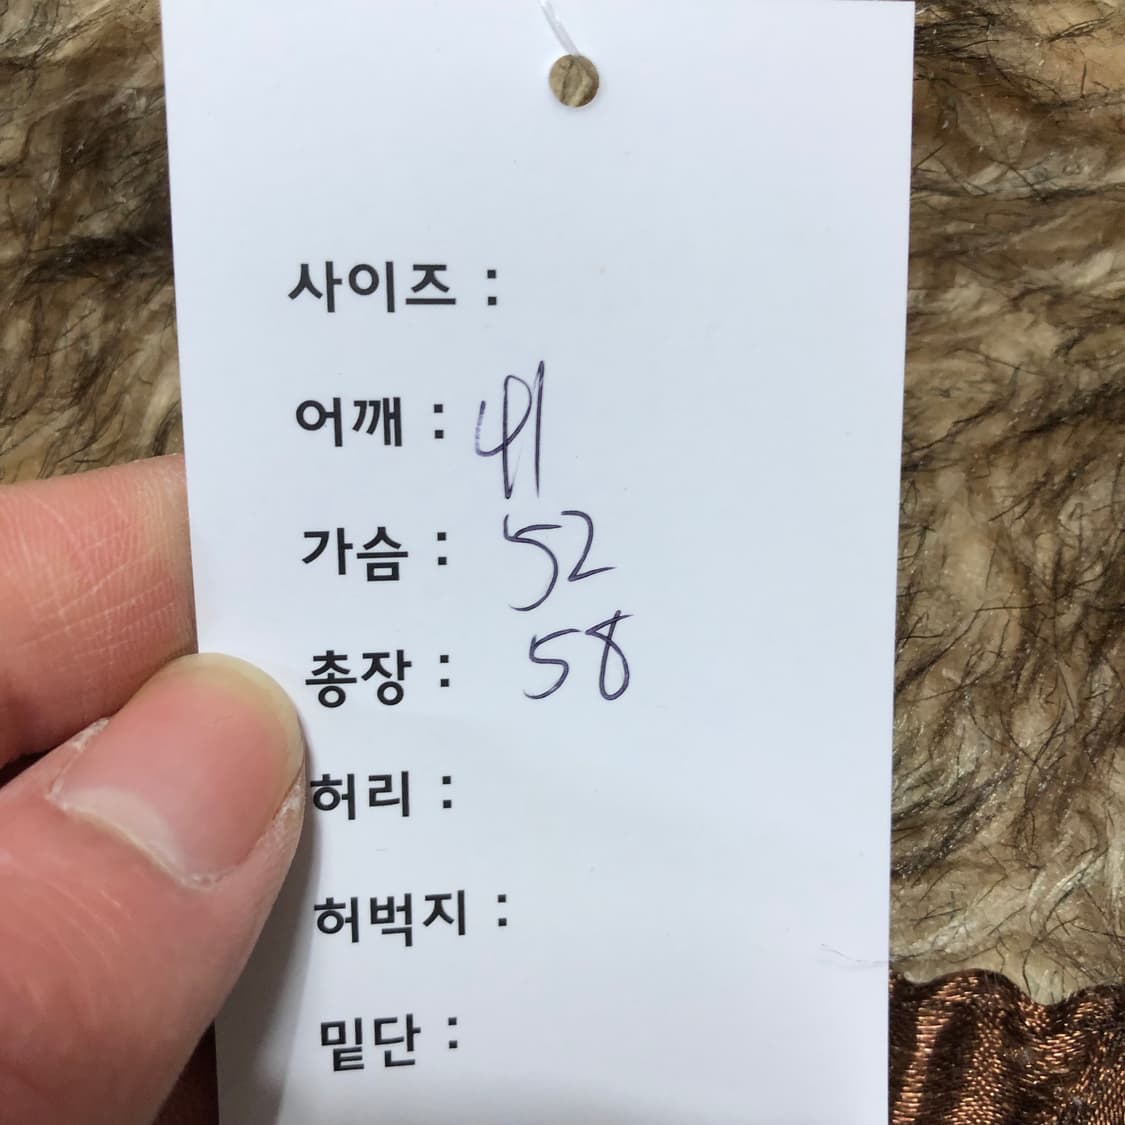 사이즈 :
어깨 : 41
가슴 : 52
총장 : 58
허리 :
허벅지 :
밑단 :